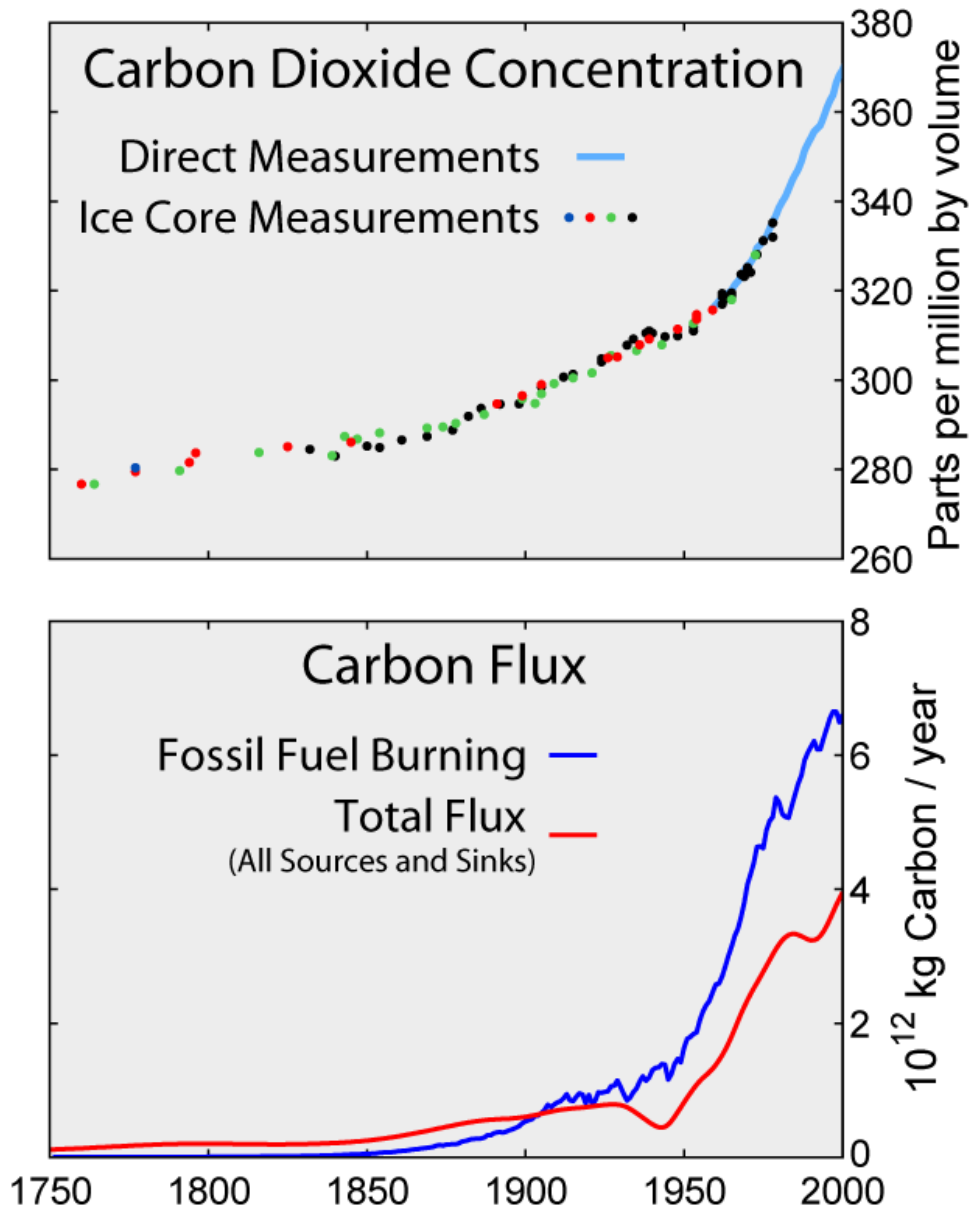 Carbon Dioxide Concentration
Direct Measurements
Ice Core Measurements
380
360
340
320
300
280
260
Parts per million by volume
Carbon Flux
Fossil Fuel Burning
Total Flux
(All Sources and Sinks)
8
6
4
2
0
10¹² kg Carbon / year
1750 1800 1850 1900 1950 2000